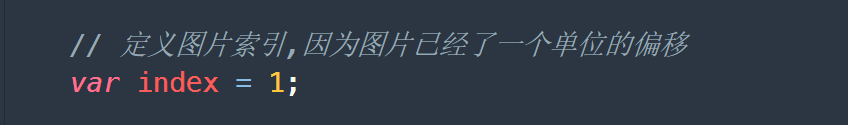 // 定义图片索引,因为图片已经了一个单位的偏移
var index = 1;